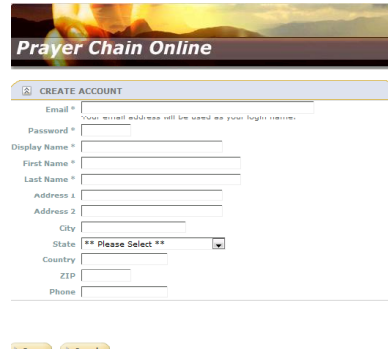 Prayer Chain Online
CREATE ACCOUNT
Email *
Your email address will be used as your login name.
Password *
Display Name *
First Name *
Last Name *
Address 1
Address 2
City
State ** Please Select **
Country
ZIP
Phone